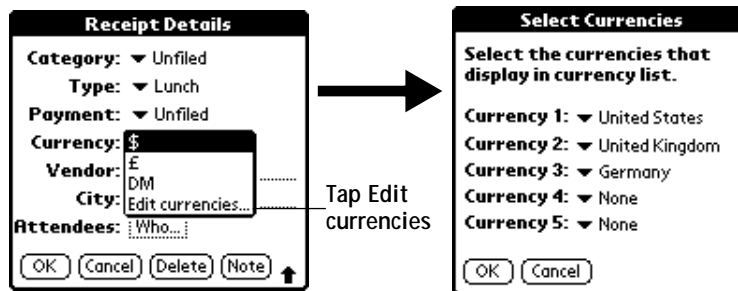 Receipt Details
Category: Unfiled
Type: Lunch
Payment: Unfiled
Currency: $
£
Vendor:
DM
City:
Edit currencies...
Attendees: Who...
OK Cancel Delete Note
Tap Edit
currencies
Select Currencies
Select the currencies that
display in currency list.
Currency 1: United States
Currency 2: United Kingdom
Currency 3: Germany
Currency 4: None
Currency 5: None
OK Cancel